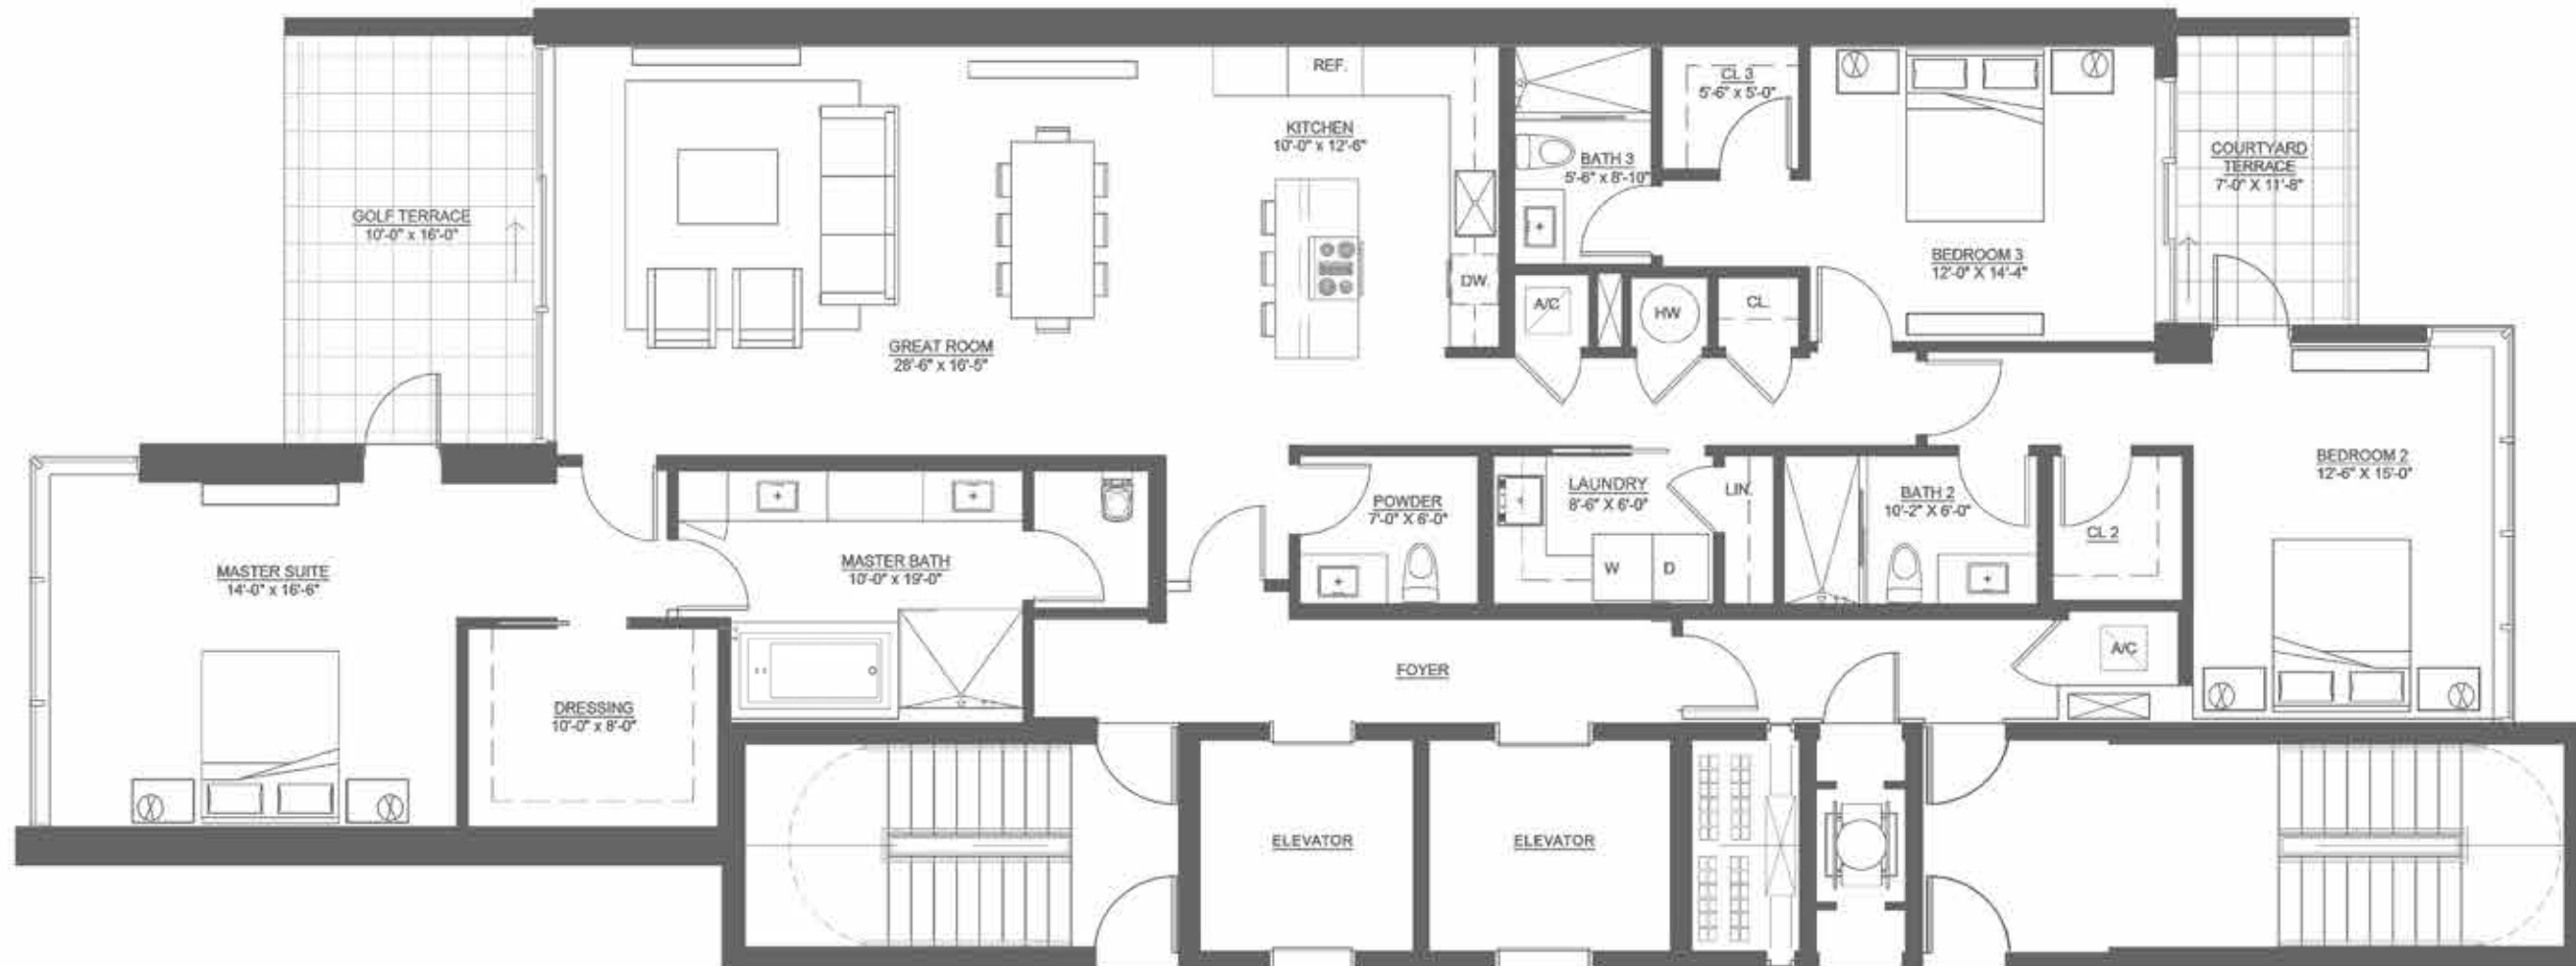 REF.
CL 3
5'-6" x 5'-0"
KITCHEN
10'-0" x 12'-6"
BATH 3
5'-6" x 8'-10"
COURTYARD
TERRACE
7'-0" X 11'-8"
GOLF TERRACE
10'-0" x 16'-0"
BEDROOM 3
12'-0" X 14'-4"
DW.
A/C
HW
CL.
GREAT ROOM
28'-6" x 16'-5"
BEDROOM 2
12'-6" X 15'-0"
POWDER
7'-0" X 6'-0"
LAUNDRY
8'-6" X 6'-0"
LIN.
BATH 2
10'-2" X 6'-0"
CL 2
MASTER SUITE
14'-0" x 16'-6"
MASTER BATH
10'-0" x 19'-0"
W
D
A/C
FOYER
DRESSING
10'-0" x 8'-0"
ELEVATOR
ELEVATOR